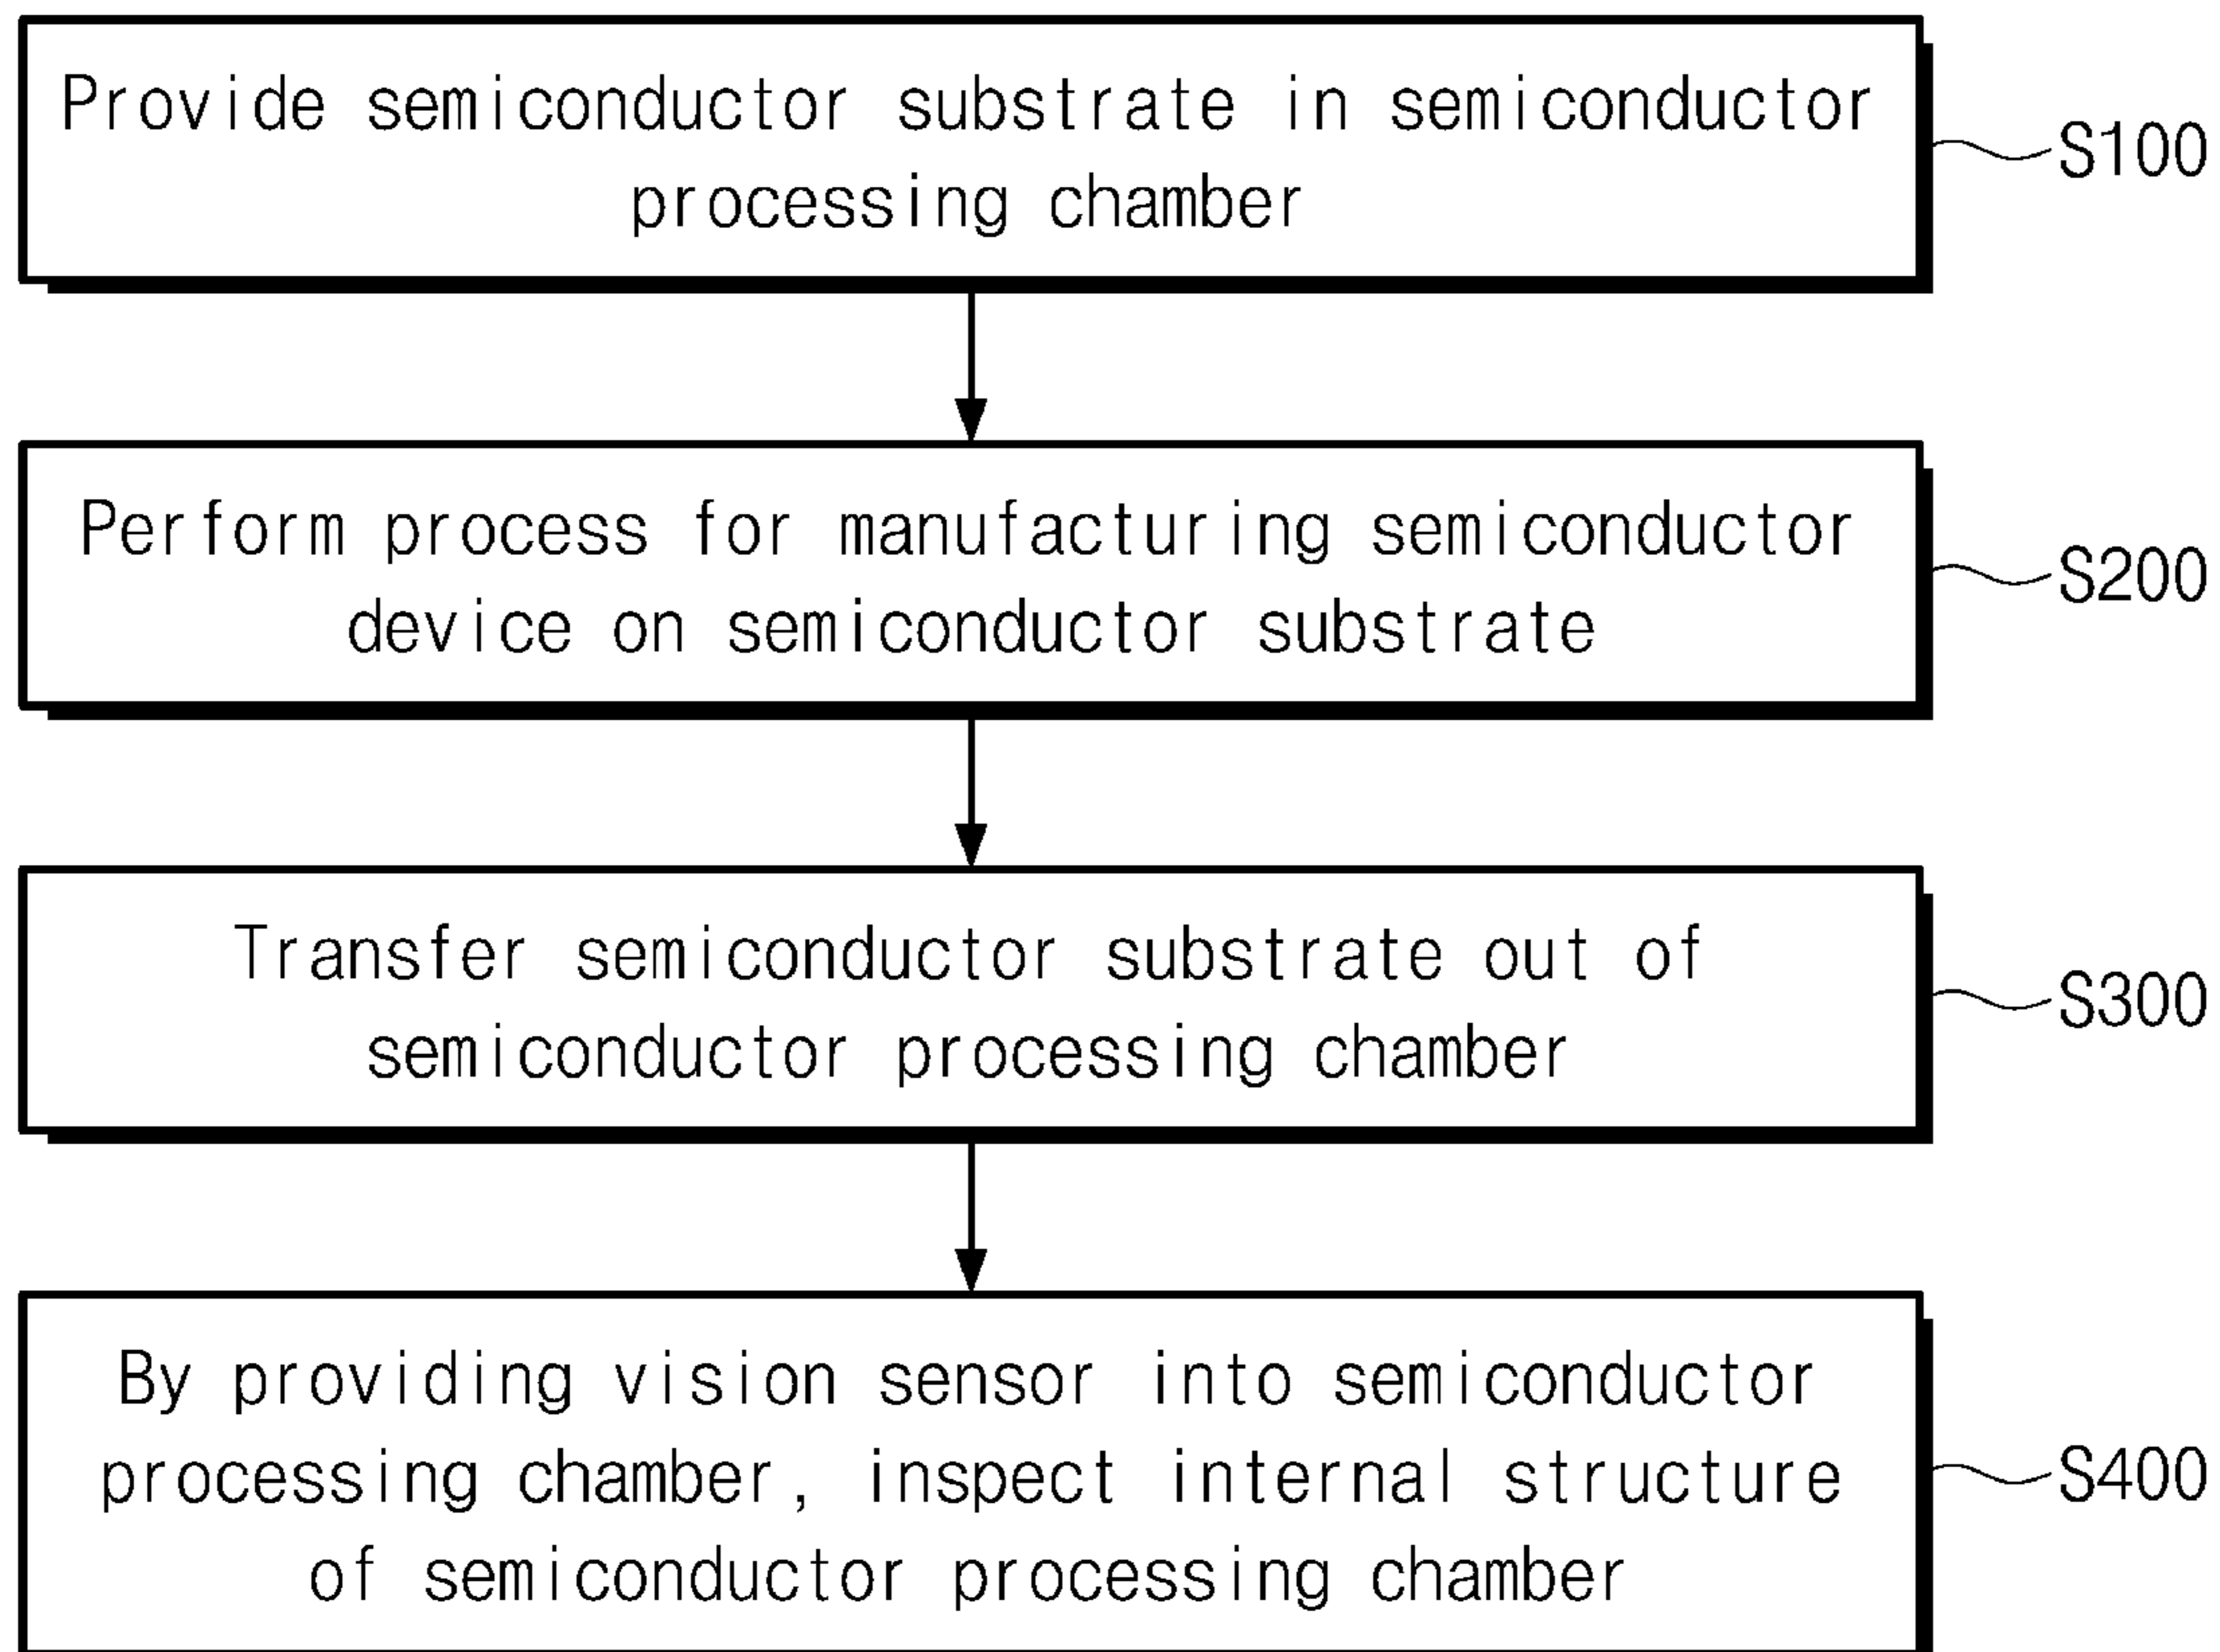 Provide semiconductor substrate in semiconductor
processing chamber
S100
Perform process for manufacturing semiconductor
device on semiconductor substrate
S200
Transfer semiconductor substrate out of
semiconductor processing chamber
S300
By providing vision sensor into semiconductor
processing chamber, inspect internal structure
of semiconductor processing chamber
S400